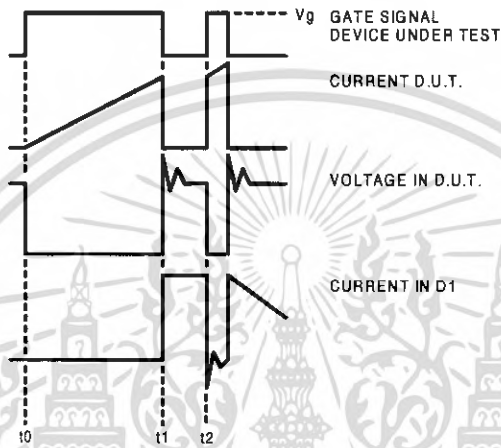 Vg GATE SIGNAL
DEVICE UNDER TEST
CURRENT D.U.T.
VOLTAGE IN D.U.T.
CURRENT IN D1
t0 t1 t2